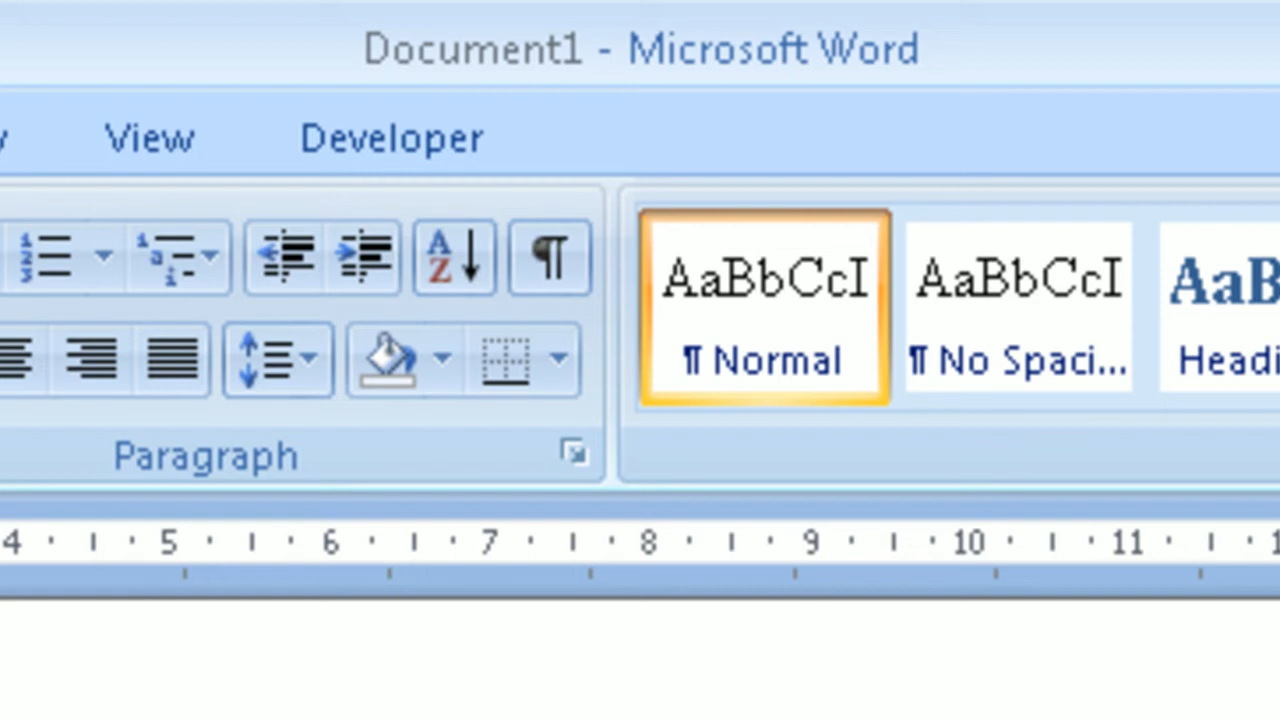 Document1 - Microsoft Word
View Developer
AaBbCcI AaBbCcI AaB
¶ Normal ¶ No Spaci... Headi
Paragraph
4 5 6 7 8 9 10 11